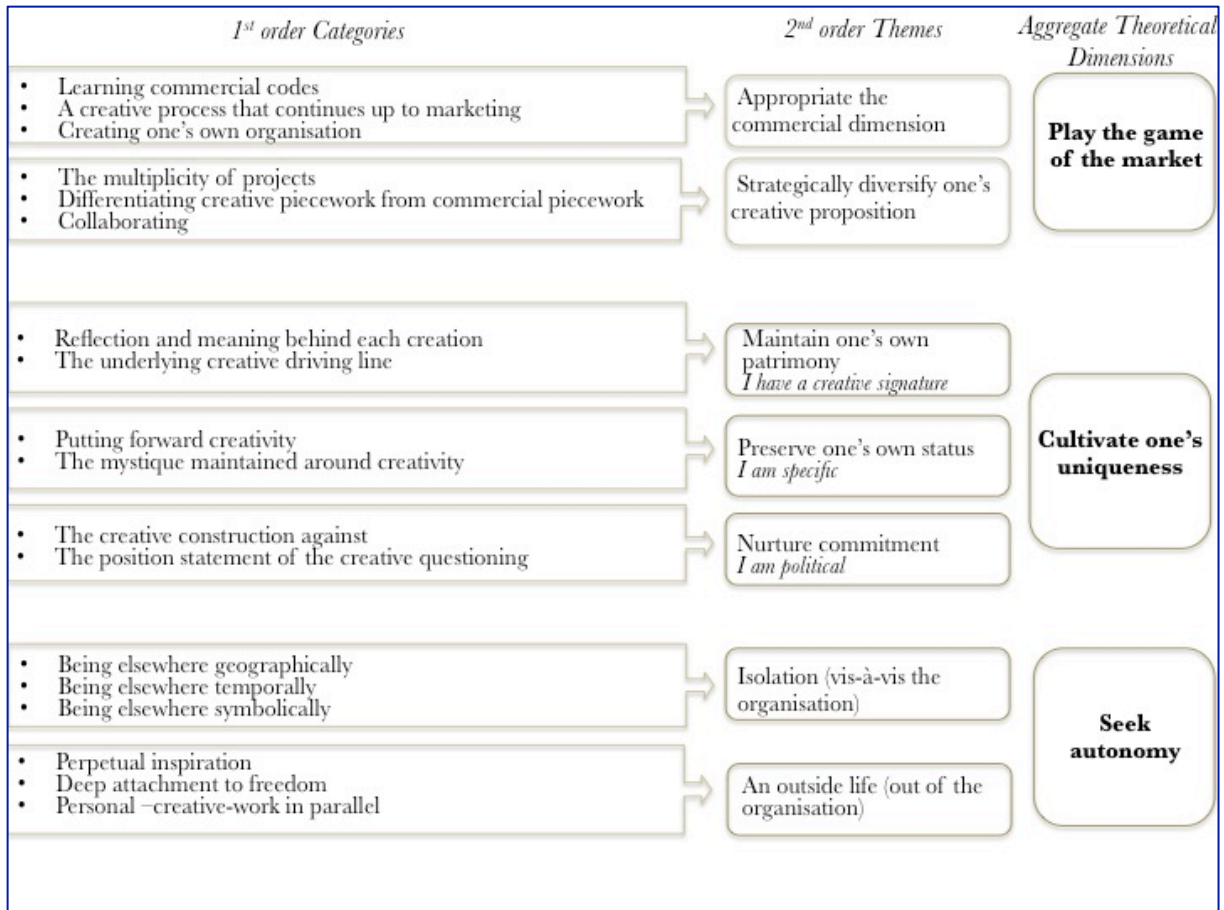 1st order Categories
2nd order Themes
Aggregate Theoretical
Dimensions
• Learning commercial codes
• A creative process that continues up to marketing
• Creating one's own organisation
Appropriate the
commercial dimension
• The multiplicity of projects
• Differentiating creative piecework from commercial piecework
• Collaborating
Strategically diversify one's
creative proposition
Play the game
of the market
• Reflection and meaning behind each creation
• The underlying creative driving line
Maintain one's own
patrimony
I have a creative signature
• Putting forward creativity
• The mystique maintained around creativity
Preserve one's own status
I am specific
• The creative construction against
• The position statement of the creative questioning
Nurture commitment
I am political
Cultivate one's
uniqueness
• Being elsewhere geographically
• Being elsewhere temporally
• Being elsewhere symbolically
Isolation (vis-à-vis the
organisation)
• Perpetual inspiration
• Deep attachment to freedom
• Personal –creative-work in parallel
An outside life (out of the
organisation)
Seek
autonomy